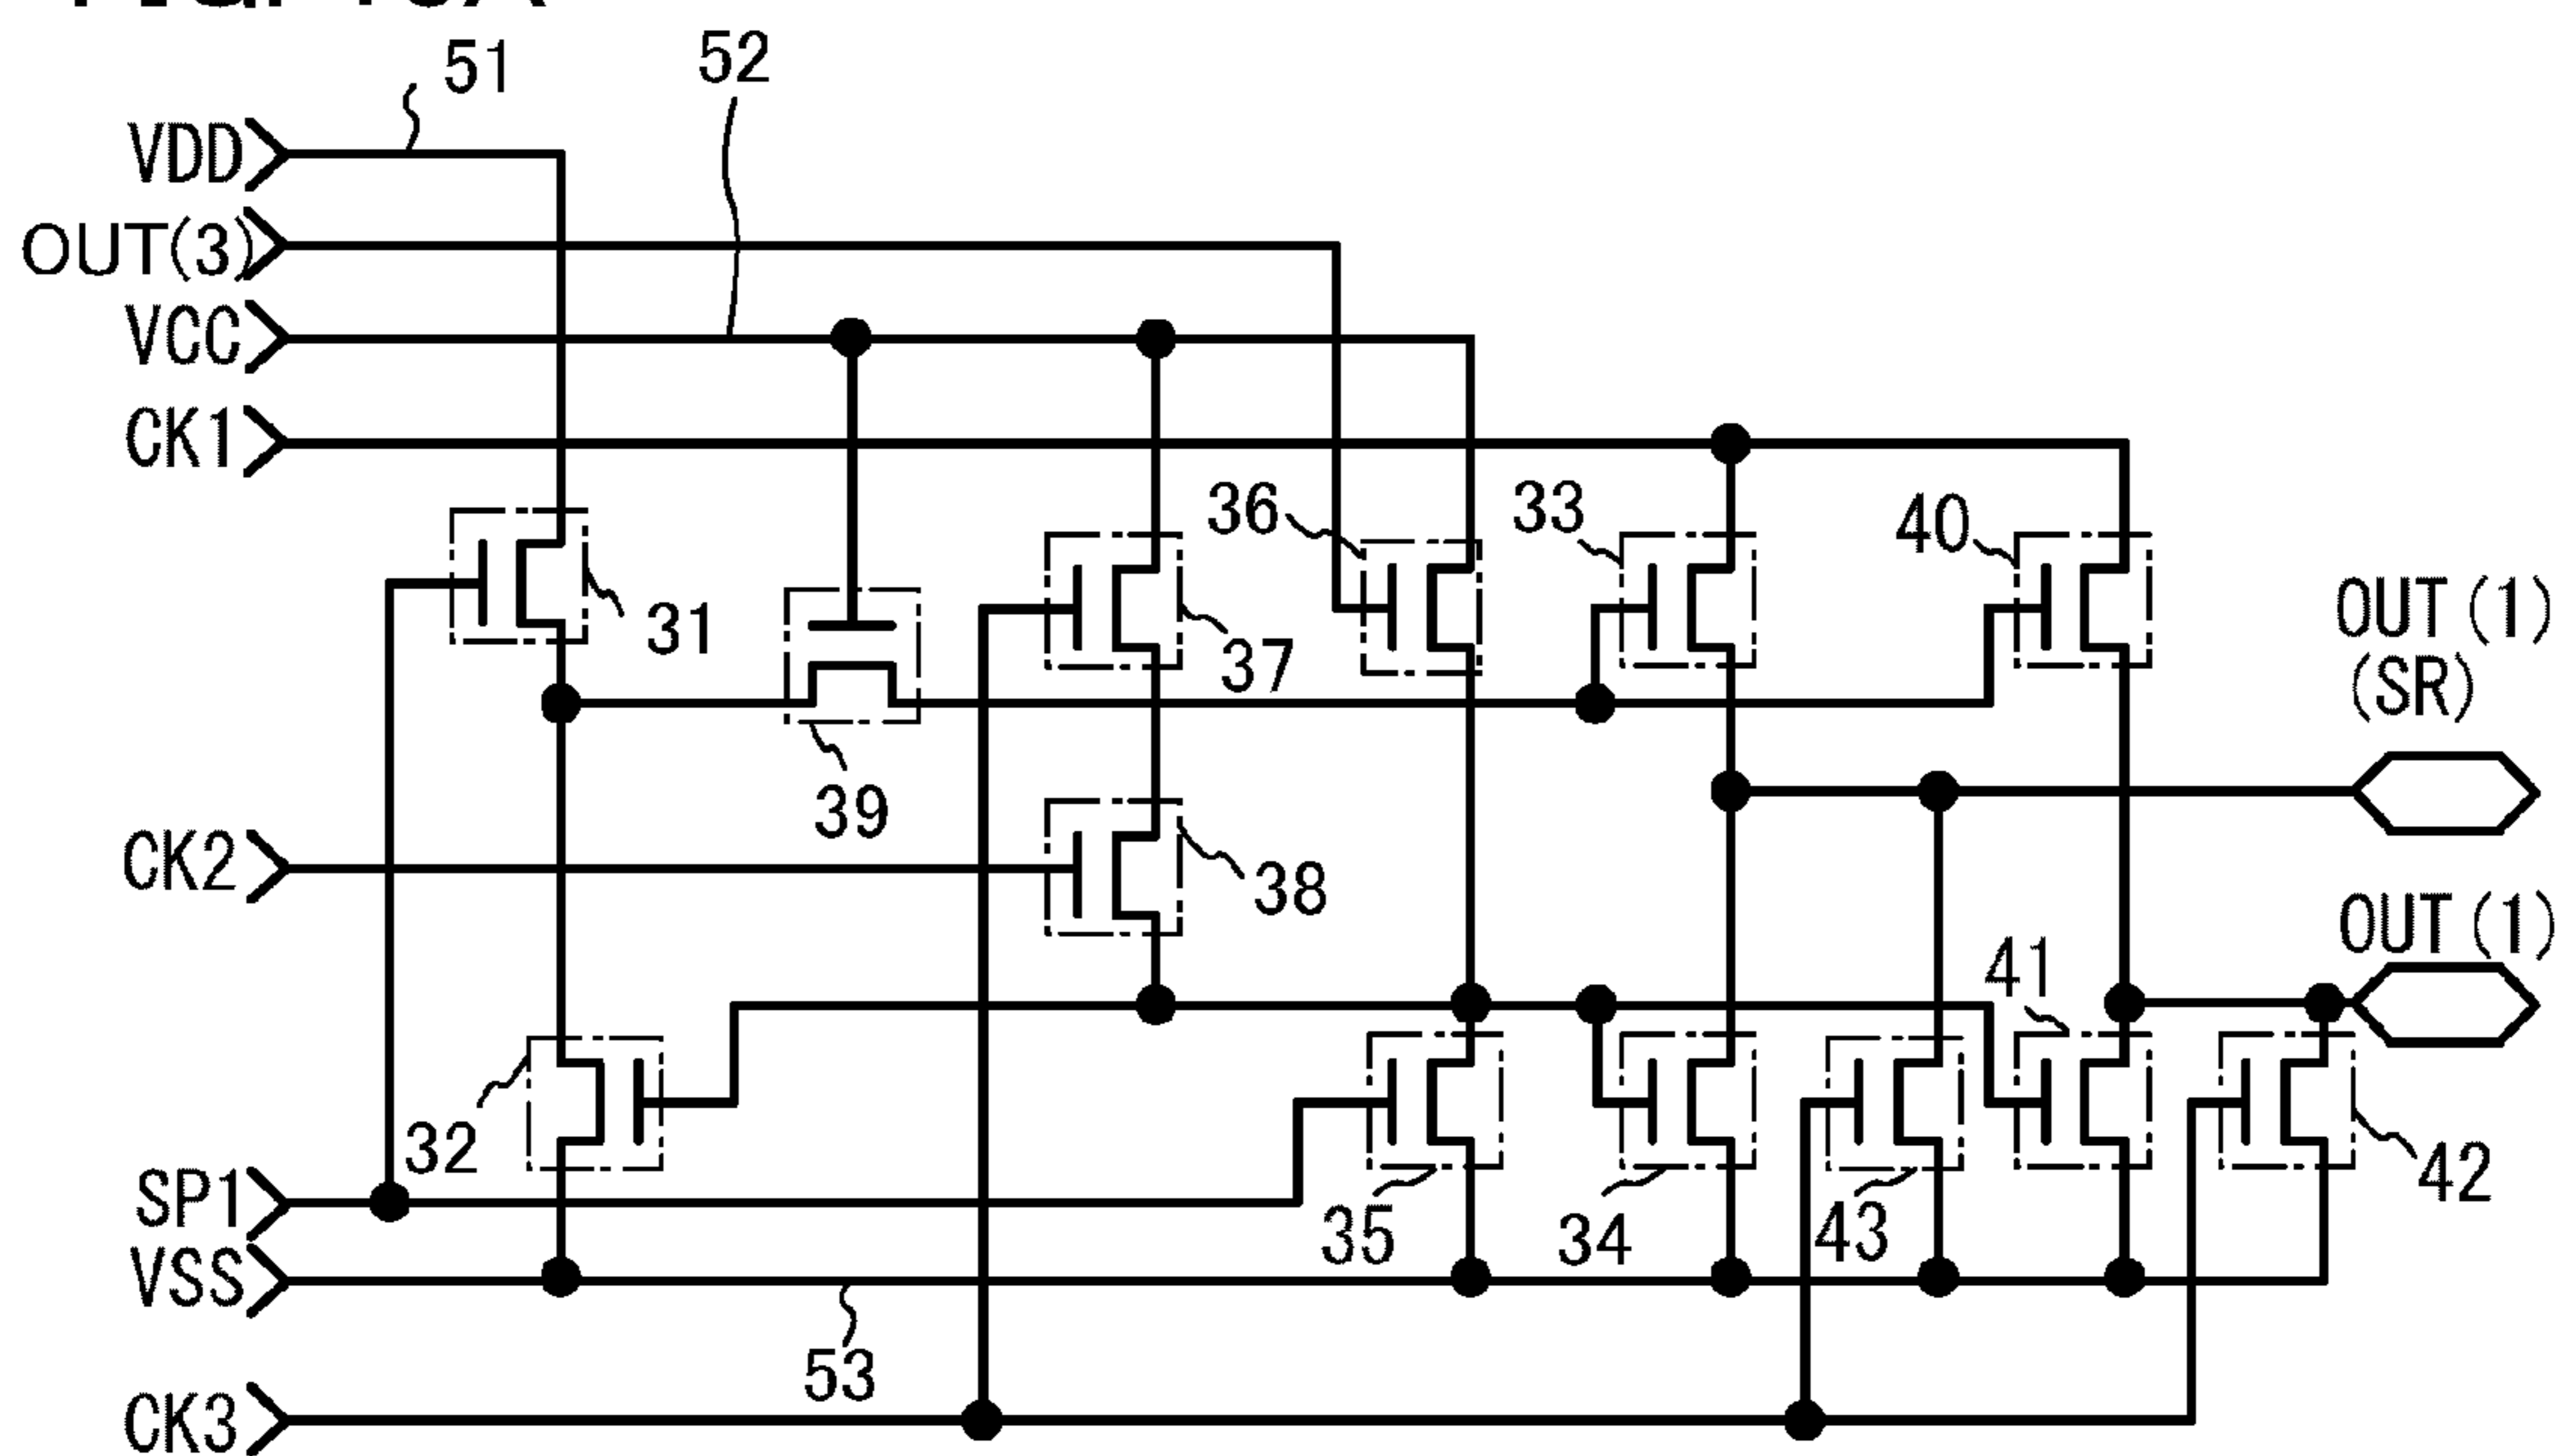 51
52
VDD
OUT(3)
VCC
CK1
36
33
40
31
37
OUT(1)
(SR)
39
CK2
38
OUT(1)
41
32
SP1
35
34
43
42
VSS
53
CK3